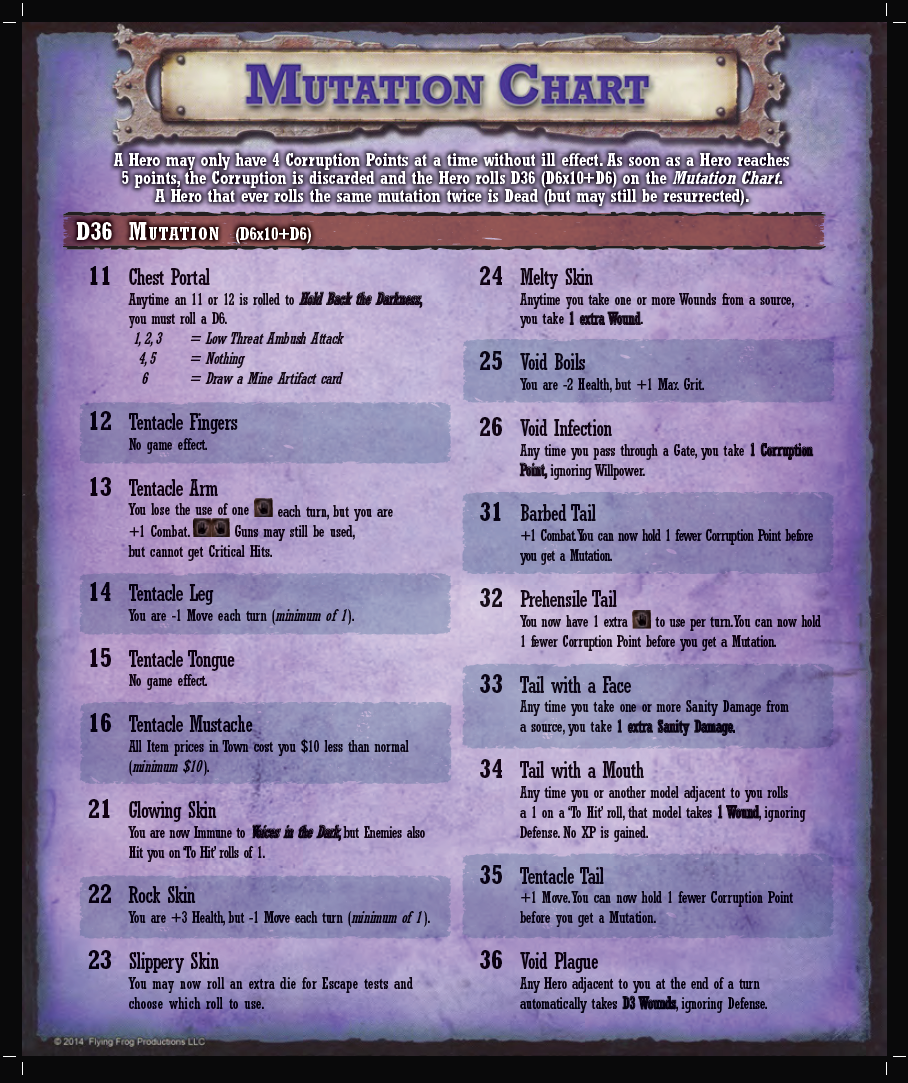 Mutation Chart
A Hero may only have 4 Corruption Points at a time without ill effect. As soon as a Hero reaches
5 points, the Corruption is discarded and the Hero rolls D36 (D6x10+D6) on the Mutation Chart.
A Hero that ever rolls the same mutation twice is Dead (but may still be resurrected).
D36 Mutation (D6x10+D6)
11 Chest Portal
Anytime an 11 or 12 is rolled to Hold Back the Darkness,
you must roll a D6.
1, 2, 3 = Low Threat Ambush Attack
4, 5 = Nothing
6 = Draw a Mine Artifact card
12 Tentacle Fingers
No game effect.
13 Tentacle Arm
You lose the use of one each turn, but you are
+1 Combat. Guns may still be used,
but cannot get Critical Hits.
14 Tentacle Leg
You are -1 Move each turn (minimum of 1).
15 Tentacle Tongue
No game effect.
16 Tentacle Mustache
All Item prices in Town cost you $10 less than normal
(minimum $10).
21 Glowing Skin
You are now Immune to Voices in the Dark, but Enemies also
Hit you on 'To Hit' rolls of 1.
22 Rock Skin
You are +3 Health, but -1 Move each turn (minimum of 1).
23 Slippery Skin
You may now roll an extra die for Escape tests and
choose which roll to use.
24 Melty Skin
Anytime you take one or more Wounds from a source,
you take 1 extra Wound.
25 Void Boils
You are -2 Health, but +1 Max Grit.
26 Void Infection
Any time you pass through a Gate, you take 1 Corruption
Point, ignoring Willpower.
31 Barbed Tail
+1 Combat. You can now hold 1 fewer Corruption Point before
you get a Mutation.
32 Prehensile Tail
You now have 1 extra to use per turn. You can now hold
1 fewer Corruption Point before you get a Mutation.
33 Tail with a Face
Any time you take one or more Sanity Damage from
a source, you take 1 extra Sanity Damage.
34 Tail with a Mouth
Any time you or another model adjacent to you rolls
a 1 on a 'To Hit' roll, that model takes 1 Wound, ignoring
Defense. No XP is gained.
35 Tentacle Tail
+1 Move. You can now hold 1 fewer Corruption Point
before you get a Mutation.
36 Void Plague
Any Hero adjacent to you at the end of a turn
automatically takes D3 Wounds, ignoring Defense.
© 2014 Flying Frog Productions LLC